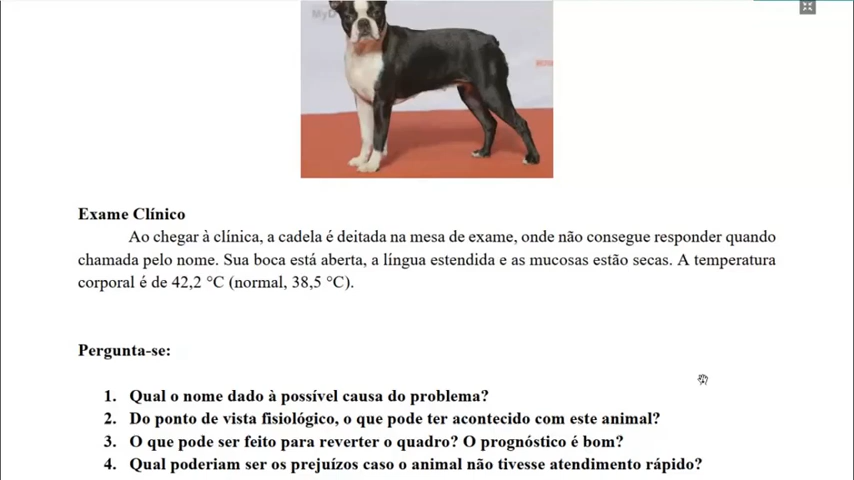 MyD
Exame Clínico
Ao chegar à clínica, a cadela é deitada na mesa de exame, onde não consegue responder quando
chamada pelo nome. Sua boca está aberta, a língua estendida e as mucosas estão secas. A temperatura
corporal é de 42,2 °C (normal, 38,5 °C).
Pergunta-se:
1. Qual o nome dado à possível causa do problema?
2. Do ponto de vista fisiológico, o que pode ter acontecido com este animal?
3. O que pode ser feito para reverter o quadro? O prognóstico é bom?
4. Qual poderiam ser os prejuízos caso o animal não tivesse atendimento rápido?